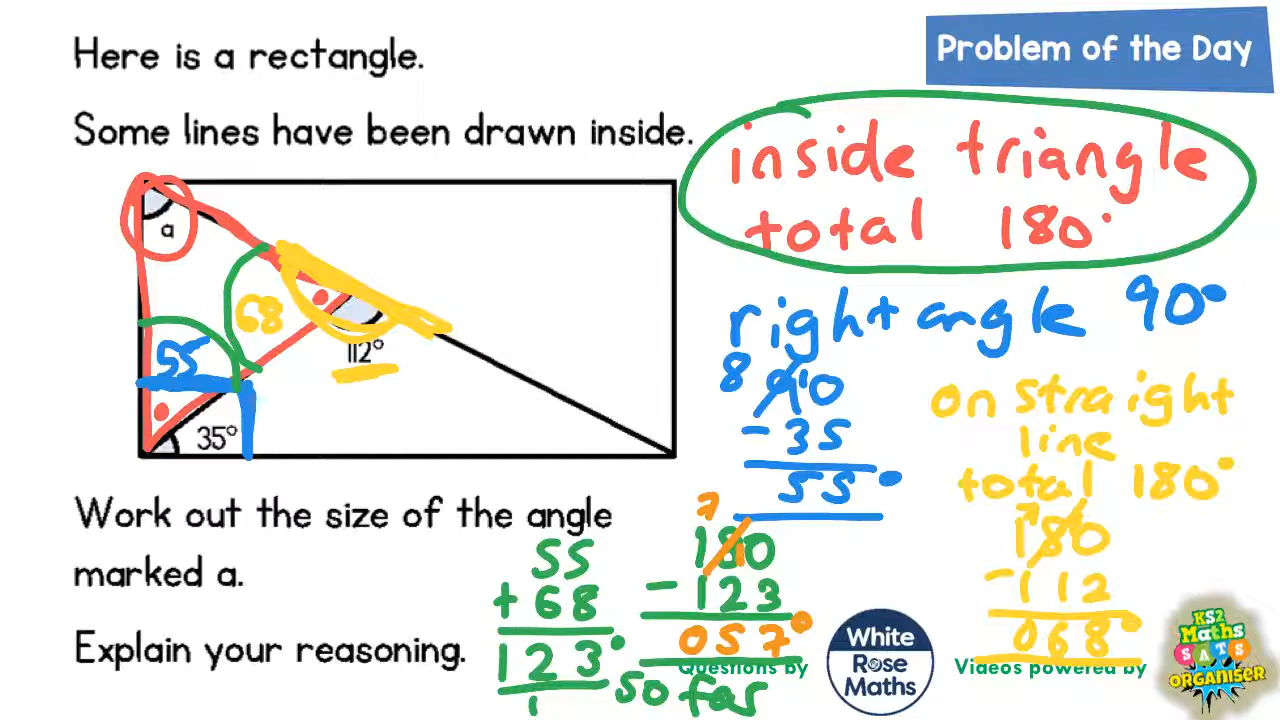 Here is a rectangle.
Problem of the Day
Some lines have been drawn inside.
inside triangle
total 180°
a
68
112°
55
35°
right angle 90°
8 9 10
- 35
55°
on straight
line
total 180°
7
180
- 112
068°
Work out the size of the angle
marked a.
Explain your reasoning.
55
+ 68
123°
1
so far
7
1810
- 123
057°
Questions by
White
Rose
Maths
Videos powered by
KS2
Maths
SATS
ORGANISER